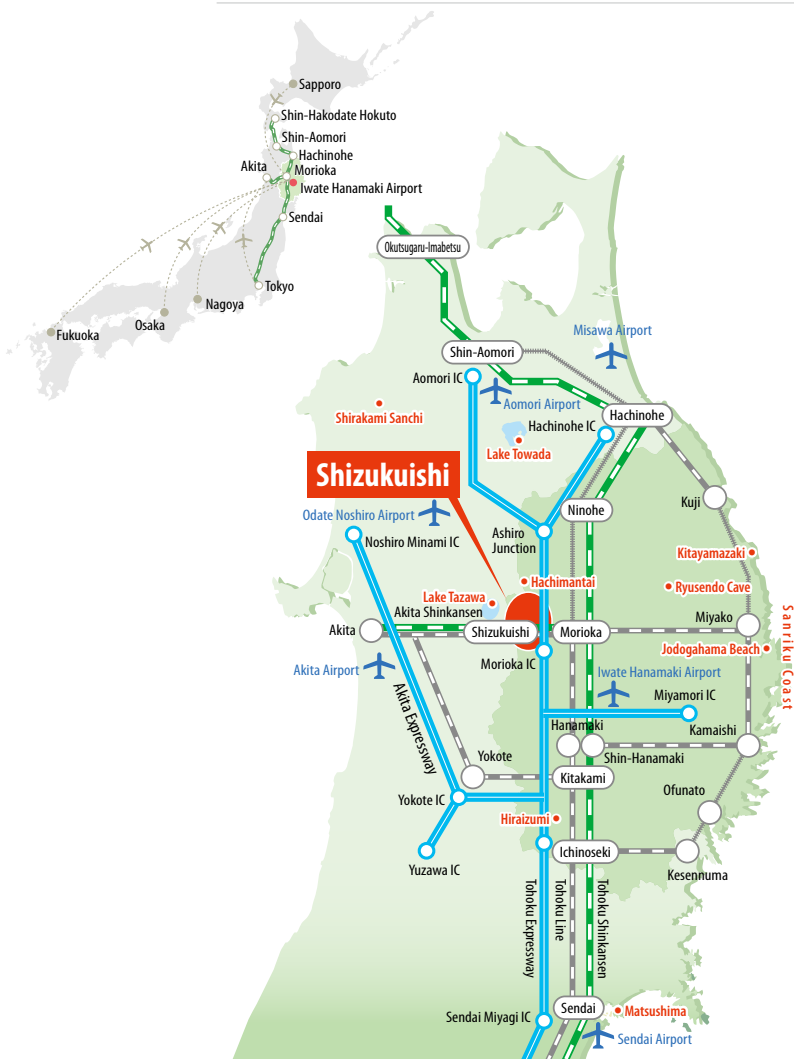 Sapporo
Shin-Hakodate Hokuto
Shin-Aomori
Hachinohe
Akita
Morioka
Iwate Hanamaki Airport
Sendai
Tokyo
Nagoya
Osaka
Fukuoka
Okutsugaru-Imabetsu
Misawa Airport
Shin-Aomori
Aomori IC
Aomori Airport
Shirakami Sanchi
Hachinohe
Hachinohe IC
Lake Towada
Shizukuishi
Kuji
Odate Noshiro Airport
Ninohe
Noshiro Minami IC
Ashiro
Junction
Kitayamazaki
Hachimantai
Ryusendo Cave
Lake Tazawa
Akita Shinkansen
Miyako
Akita
Shizukuishi
Morioka
Sanriku Coast
Jodogahama Beach
Morioka IC
Akita Airport
Iwate Hanamaki Airport
Miyamori IC
Akita Expressway
Hanamaki
Kamaishi
Shin-Hanamaki
Yokote
Kitakami
Ofunato
Yokote IC
Hiraizumi
Ichinoseki
Yuzawa IC
Kesennuma
Tohoku Expressway
Tohoku Line
Tohoku Shinkansen
Sendai
Matsushima
Sendai Miyagi IC
Sendai Airport